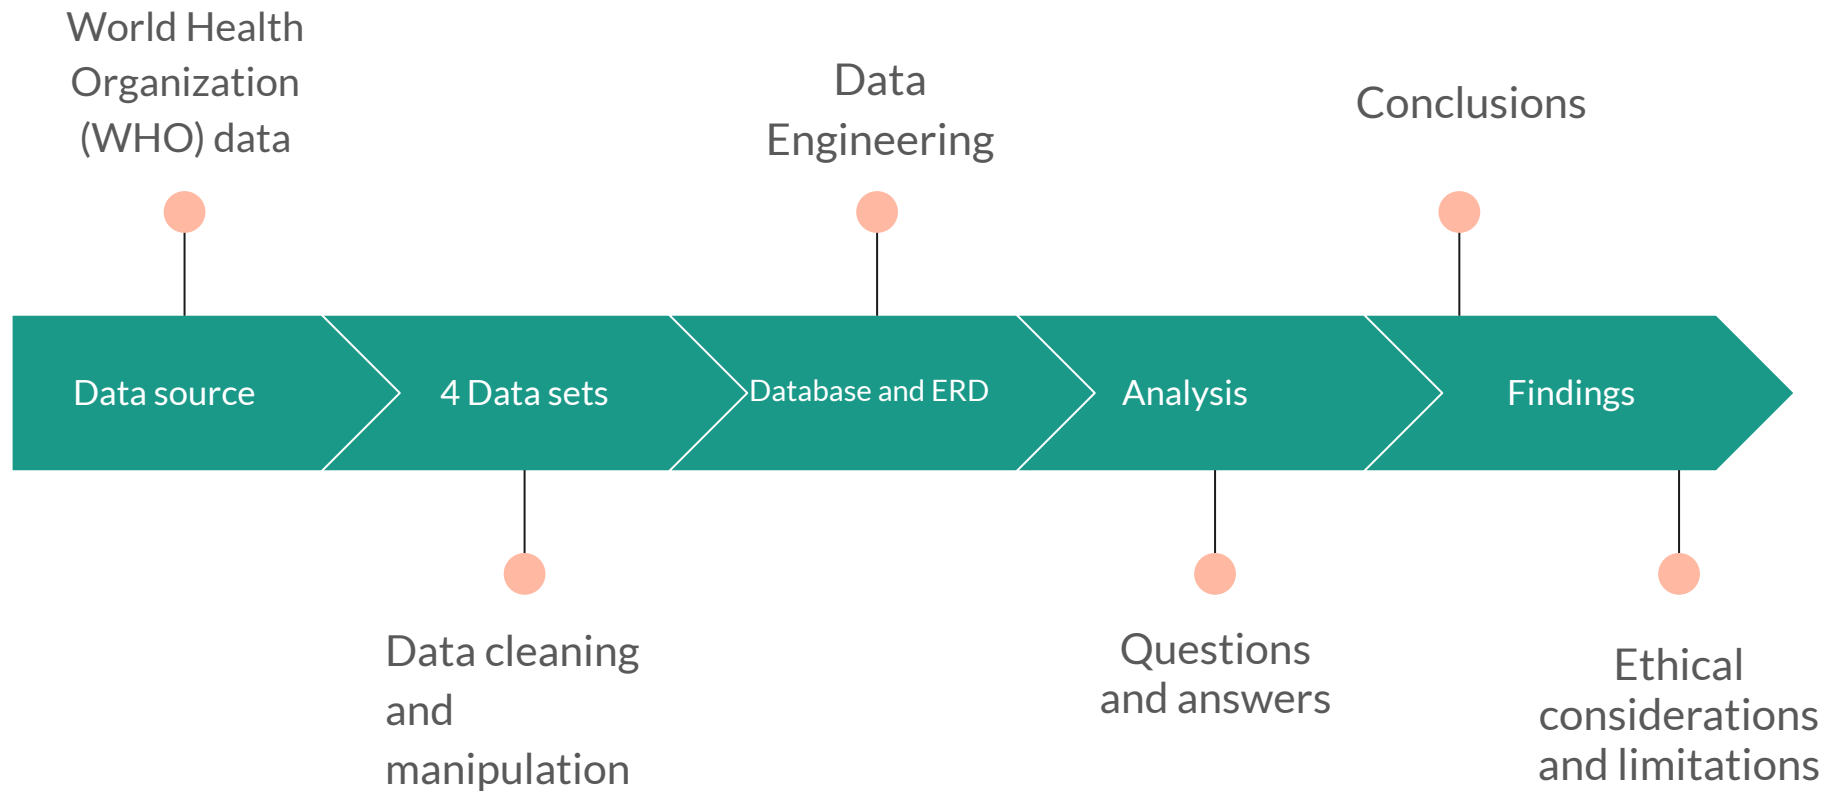 World Health
Organization
(WHO) data
Data
Engineering
Conclusions
Data source
4 Data sets
Database and ERD
Analysis
Findings
Data cleaning
and
manipulation
Questions
and answers
Ethical
considerations
and limitations